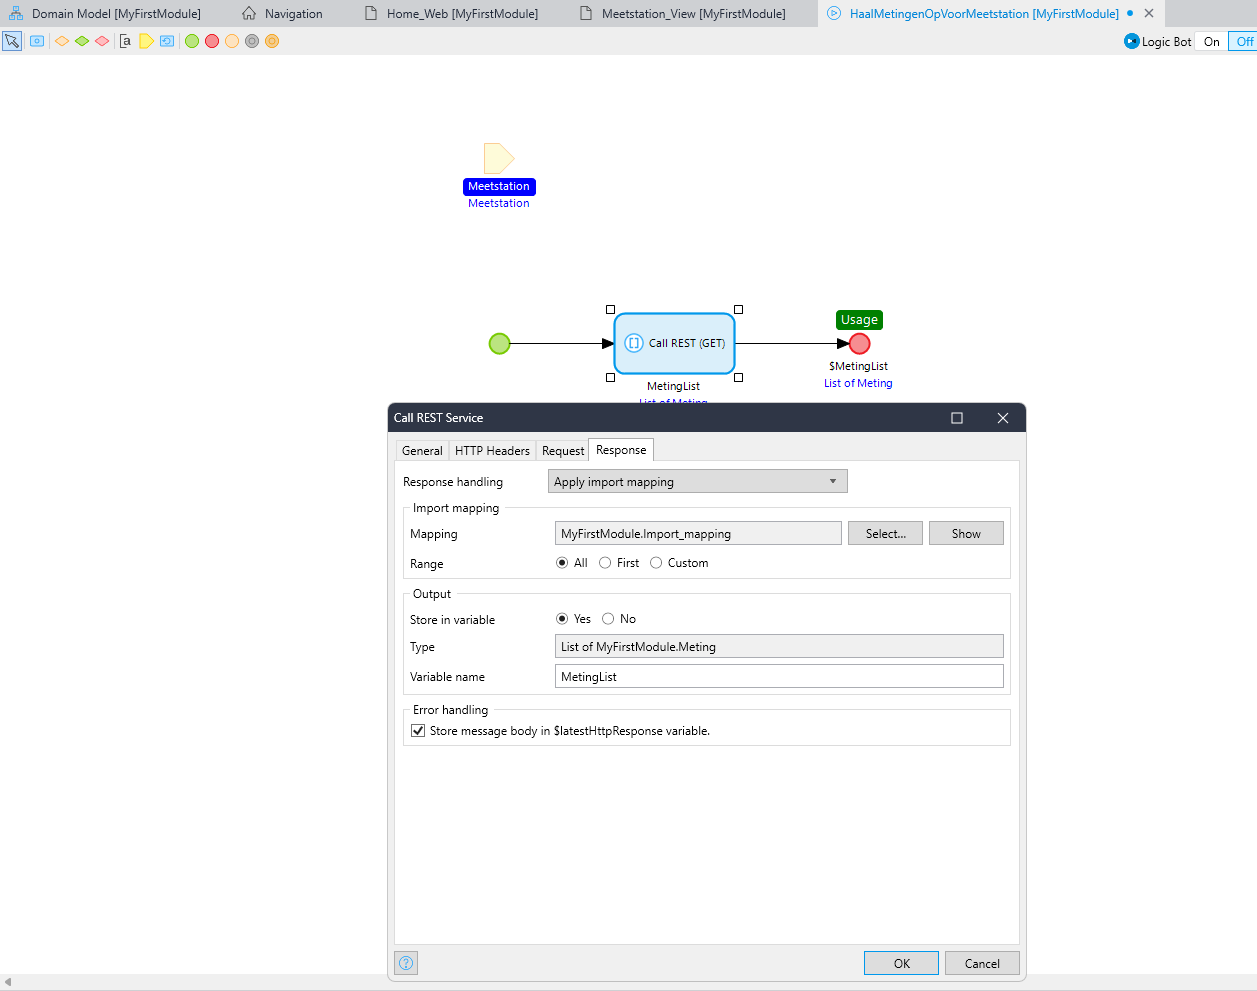 Domain Model [MyFirstModule]
Navigation
Home_Web [MyFirstModule]
Meetstation_View [MyFirstModule]
HaalMetingenOpVoorMeetstation [MyFirstModule]
Logic Bot On Off
Meetstation
Meetstation
Call REST (GET)
MetingList
List of Meting
Usage
$MetingList
List of Meting
Call REST Service
General HTTP Headers Request Response
Response handling Apply import mapping
Import mapping
Mapping MyFirstModule.Import_mapping Select... Show
Range All First Custom
Output
Store in variable Yes No
Type List of MyFirstModule.Meting
Variable name MetingList
Error handling
Store message body in $latestHttpResponse variable.
OK Cancel